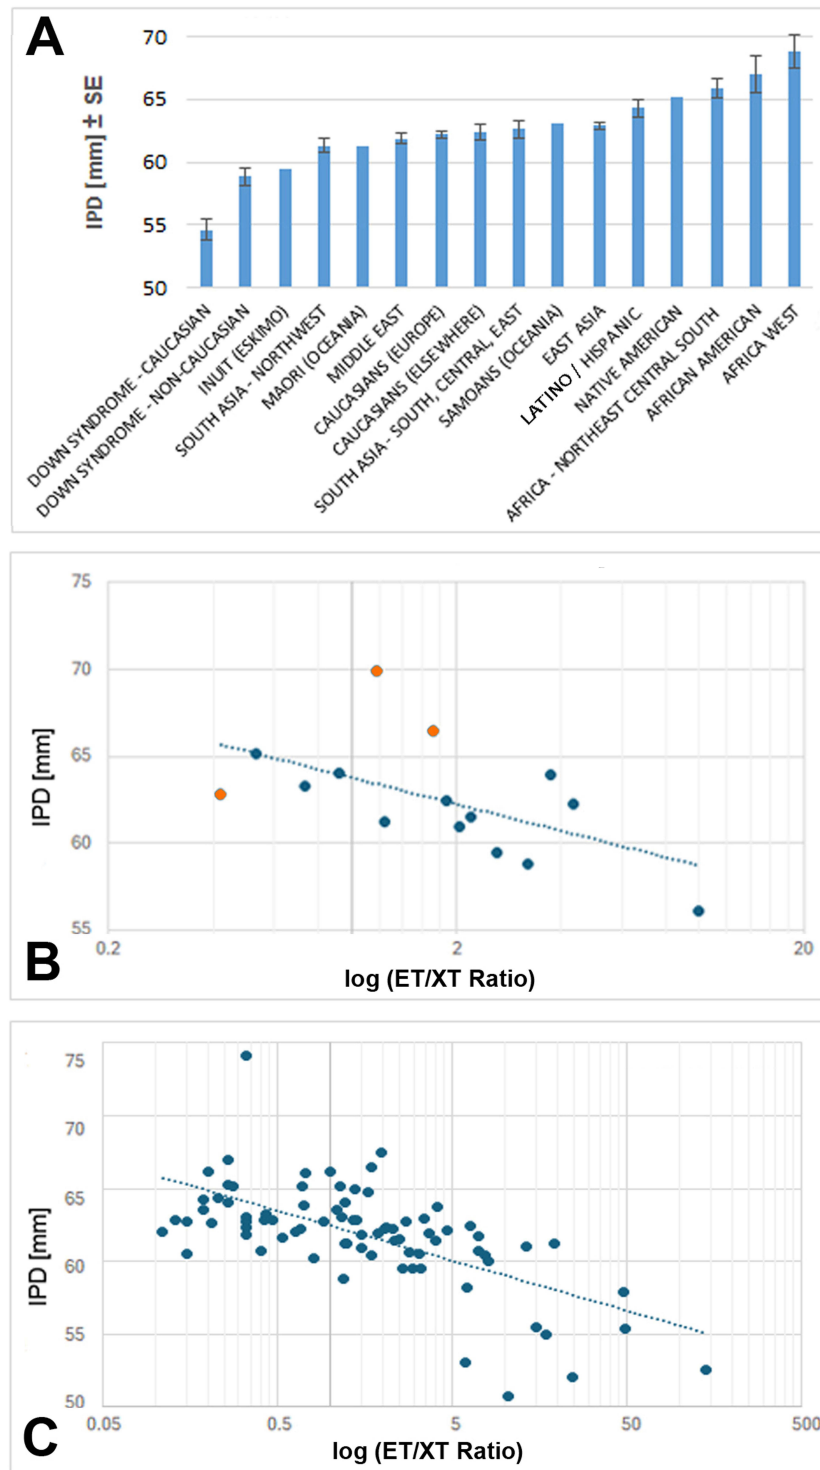 A
IPD [mm] ± SE
70
65
60
55
50
DOWN SYNDROME - CAUCASIAN
DOWN SYNDROME - NON-CAUCASIAN
INUIT (ESKIMO)
SOUTH ASIA - NORTHWEST
MAORI (OCEANIA)
MIDDLE EAST
CAUCASIANS (EUROPE)
CAUCASIANS (ELSEWHERE)
SOUTH ASIA - SOUTH, CENTRAL, EAST
SAMOANS (OCEANIA)
EAST ASIA
LATINO / HISPANIC
NATIVE AMERICAN
AFRICA - NORTHEAST CENTRAL SOUTH
AFRICAN AMERICAN
AFRICA WEST
75
70
65
60
55
IPD [mm]
0.2
2
20
B
log (ET/XT Ratio)
75
70
65
60
55
50
IPD [mm]
0.05
0.5
5
50
500
C
log (ET/XT Ratio)